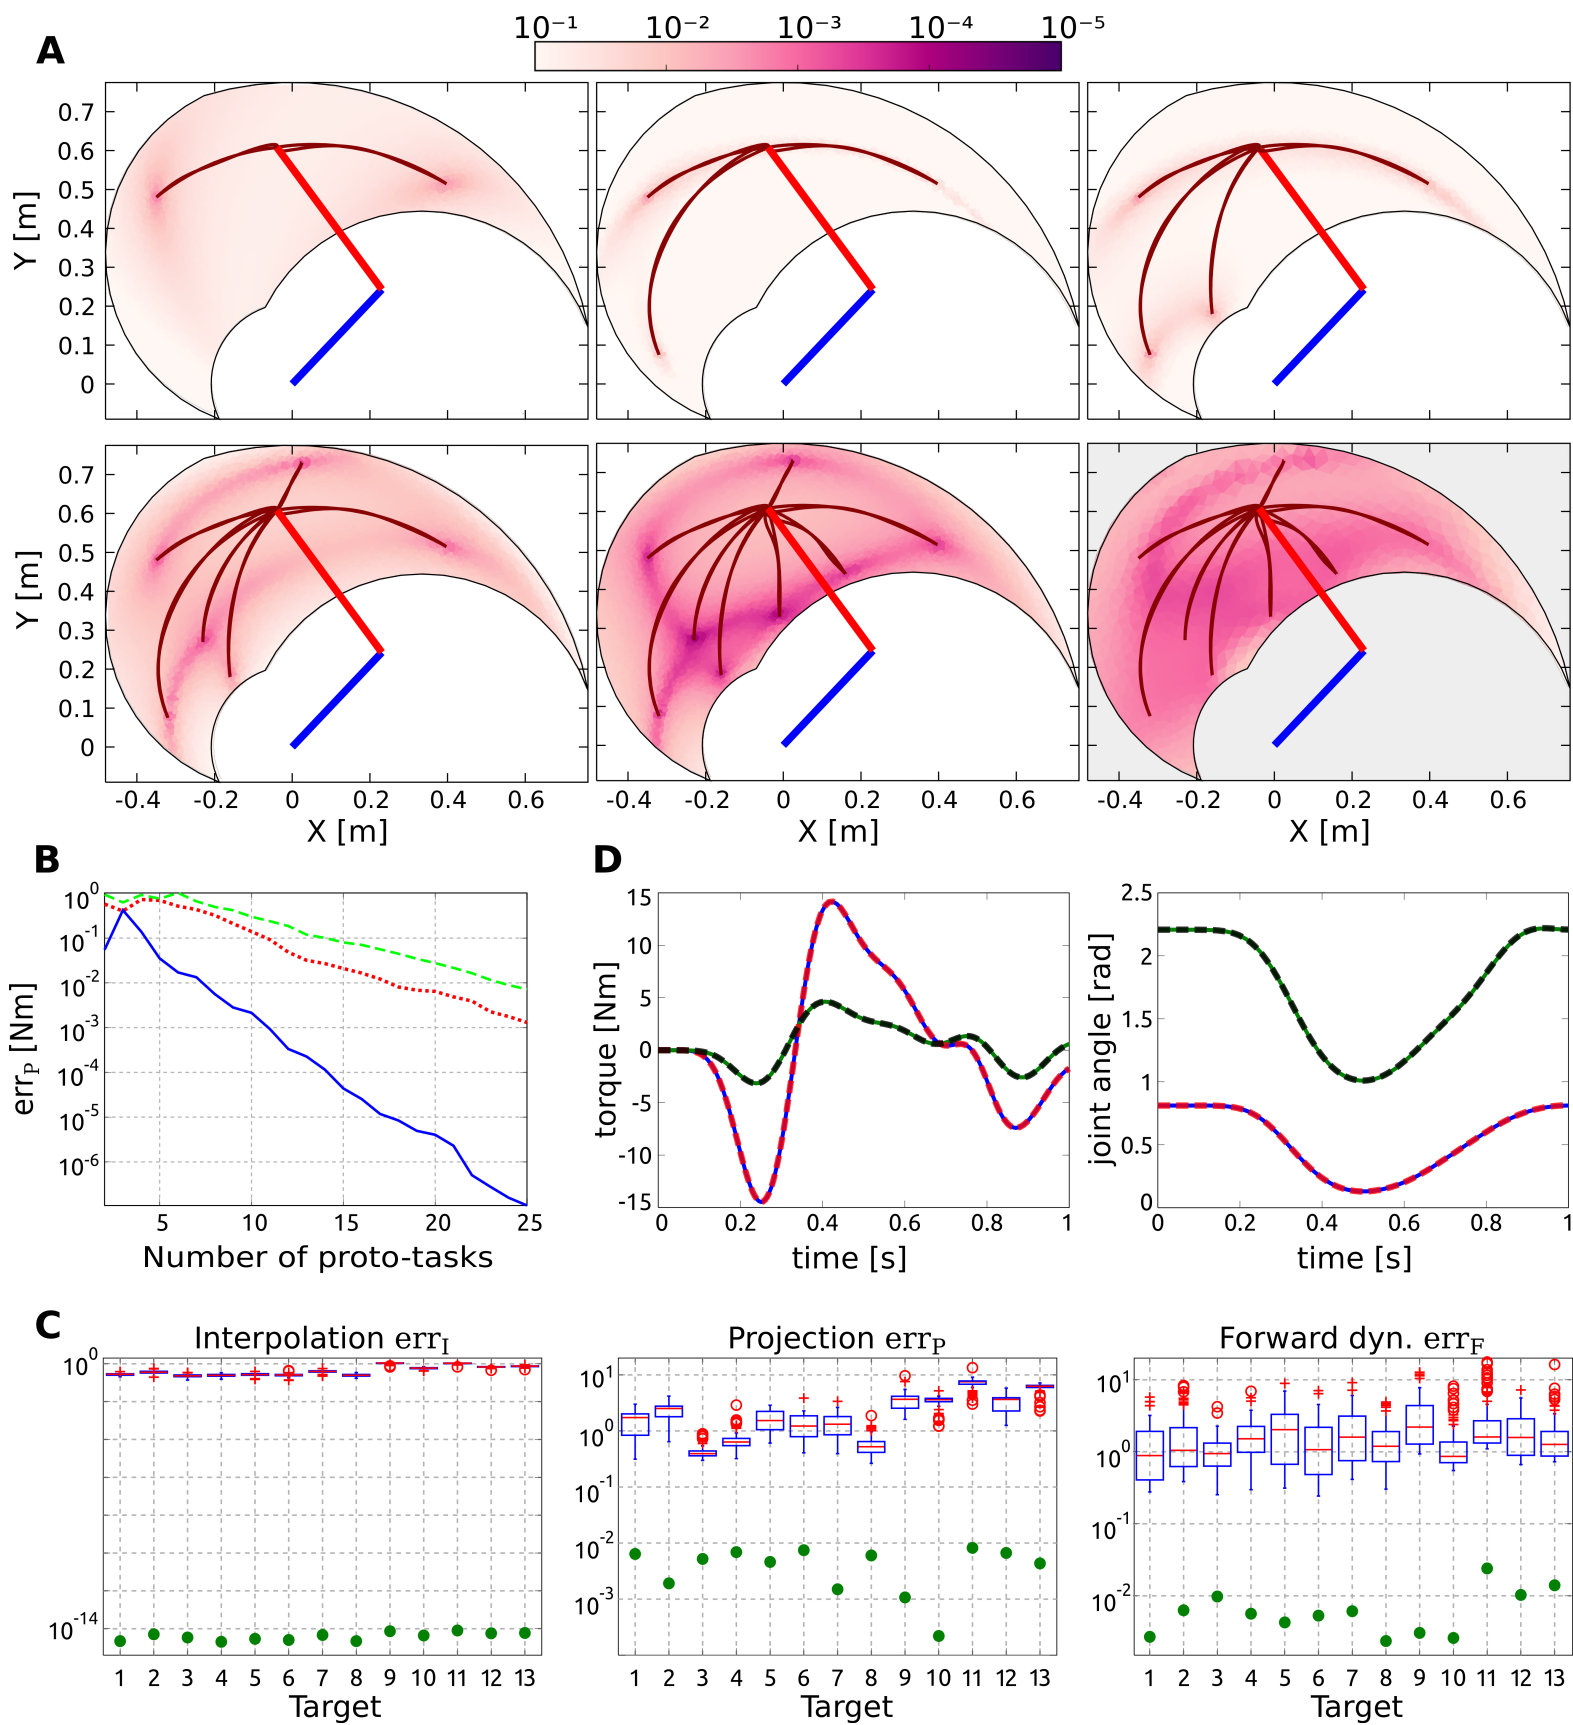 A
10⁻¹ 10⁻² 10⁻³ 10⁻⁴ 10⁻⁵
Y [m]
0.7
0.6
0.5
0.4
0.3
0.2
0.1
0
Y [m]
0.7
0.6
0.5
0.4
0.3
0.2
0.1
0
-0.4 -0.2 0 0.2 0.4 0.6
X [m]
-0.4 -0.2 0 0.2 0.4 0.6
X [m]
-0.4 -0.2 0 0.2 0.4 0.6
X [m]
B
err_P [Nm]
10⁰
10⁻¹
10⁻²
10⁻³
10⁻⁴
10⁻⁵
10⁻⁶
5 10 15 20 25
Number of proto-tasks
D
torque [Nm]
15
10
5
0
-5
-10
-15
0 0.2 0.4 0.6 0.8 1
time [s]
joint angle [rad]
2.5
2
1.5
1
0.5
0
0 0.2 0.4 0.6 0.8 1
time [s]
C
Interpolation err_I
10⁰
10⁻¹⁴
1 2 3 4 5 6 7 8 9 10 11 12 13
Target
Projection err_P
10¹
10⁰
10⁻¹
10⁻²
10⁻³
1 2 3 4 5 6 7 8 9 10 11 12 13
Target
Forward dyn. err_F
10¹
10⁰
10⁻¹
10⁻²
1 2 3 4 5 6 7 8 9 10 11 12 13
Target